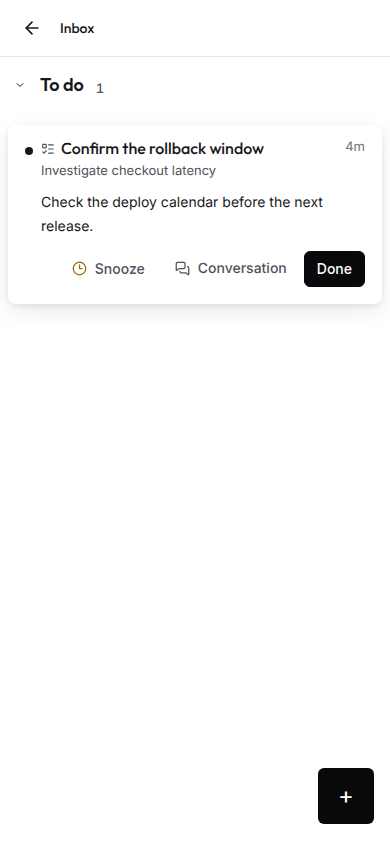 Inbox
To do 1
Confirm the rollback window 4m
Investigate checkout latency
Check the deploy calendar before the next
release.
Snooze Conversation Done
+